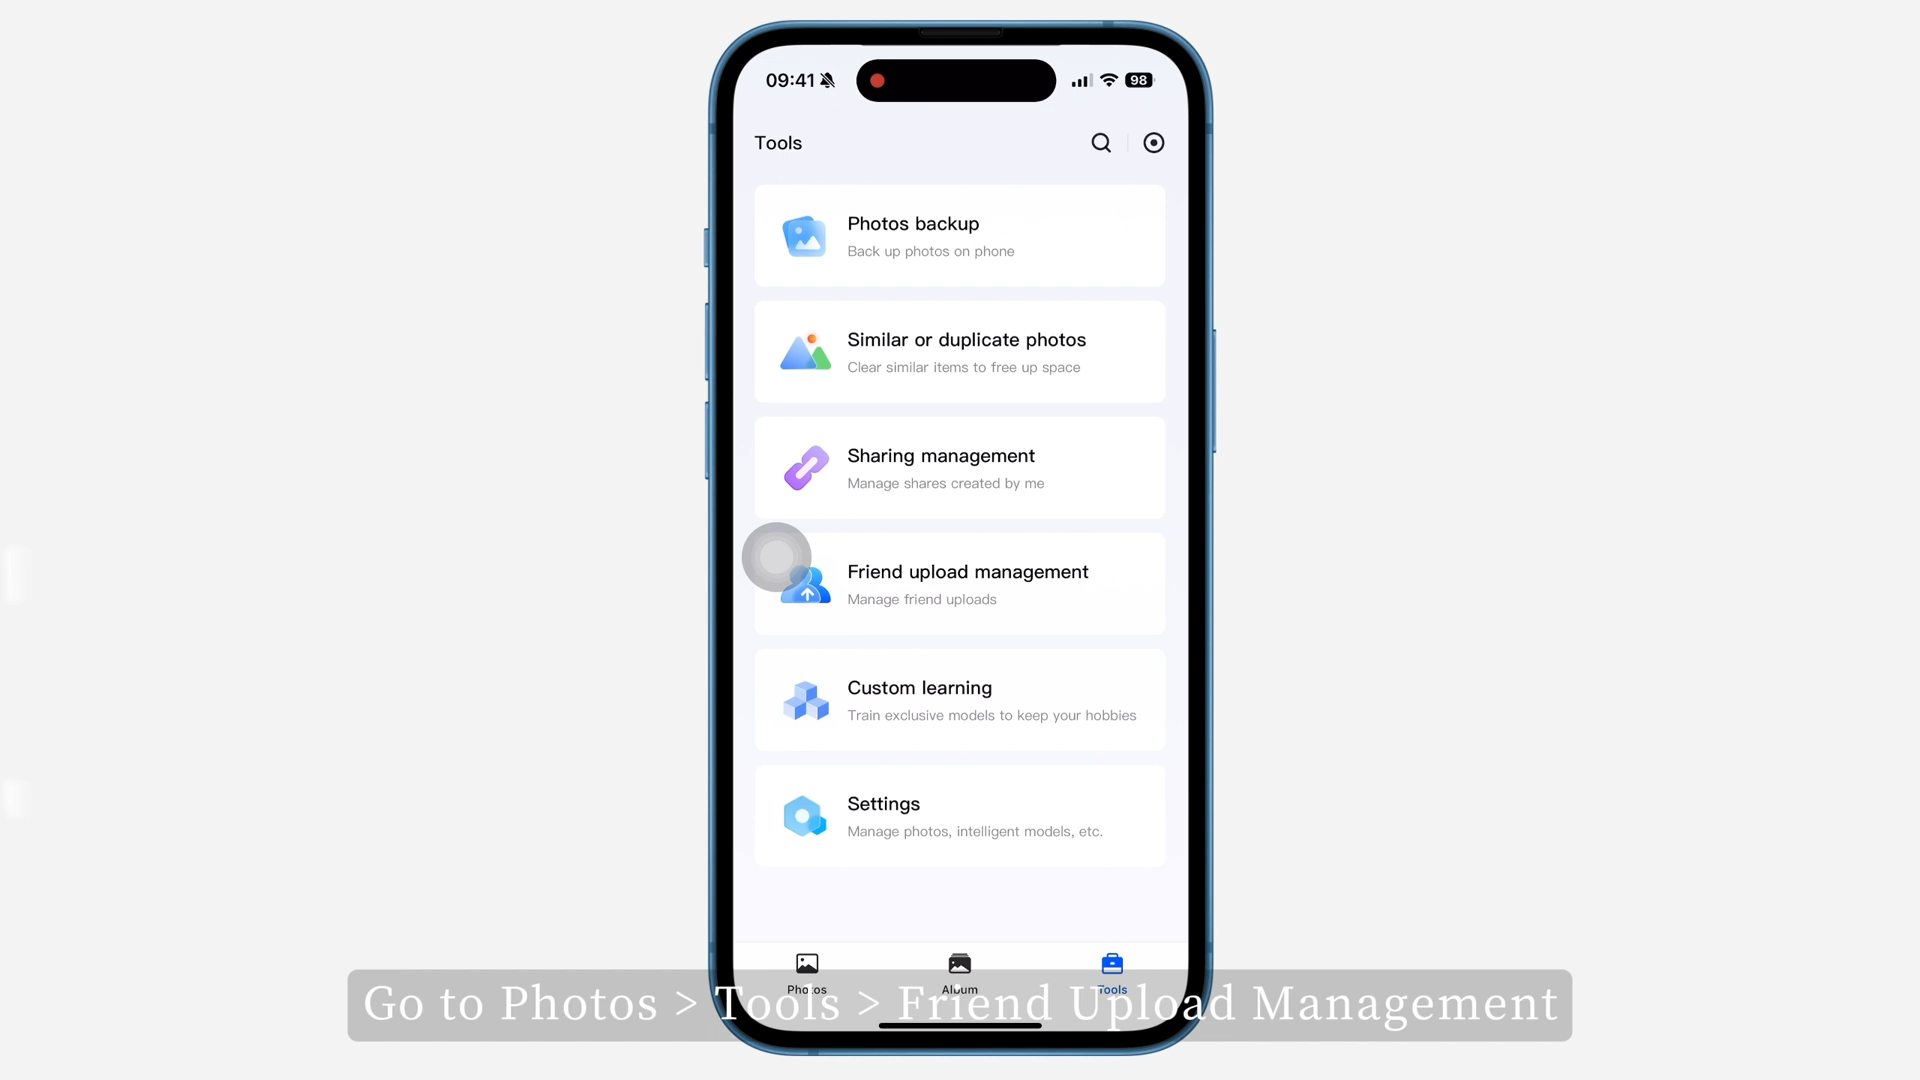 09:41
98
Tools
Photos backup
Back up photos on phone
Similar or duplicate photos
Clear similar items to free up space
Sharing management
Manage shares created by me
Friend upload management
Manage friend uploads
Custom learning
Train exclusive models to keep your hobbies
Settings
Manage photos, intelligent models, etc.
Photos
Album
Tools
Go to Photos > Tools > Friend Upload Management